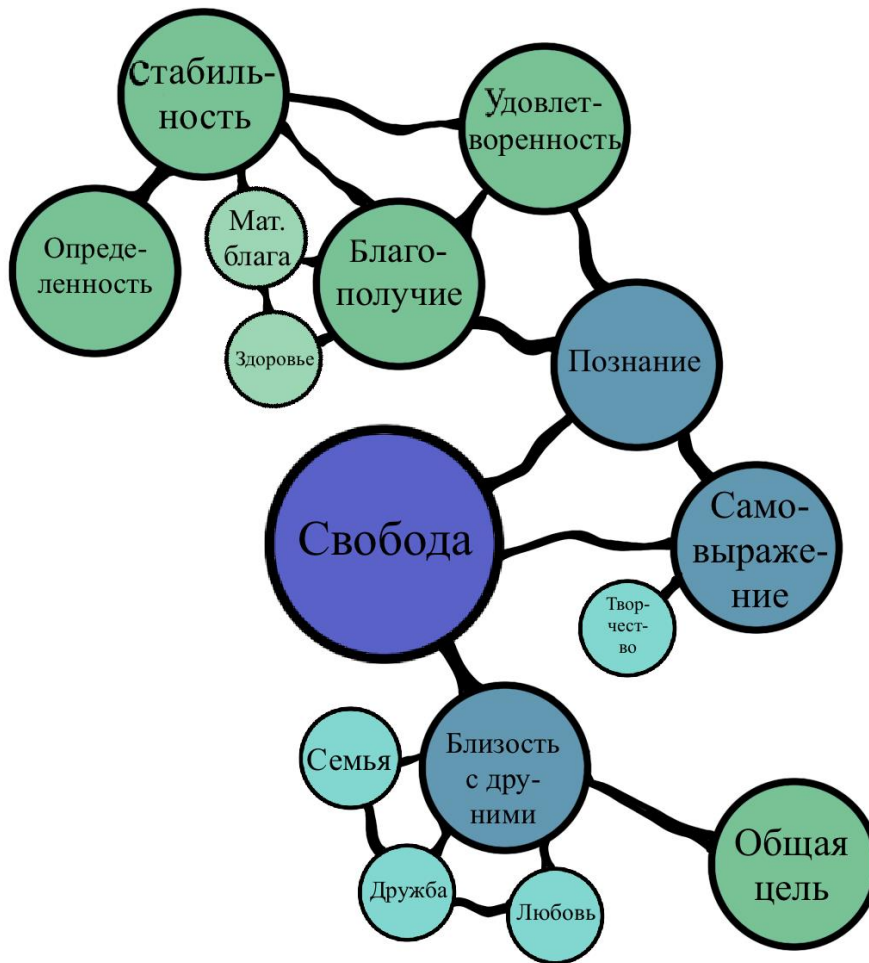 стабиль-
ность
Удовлет-
воренность
Опреде-
ленность
Мат.
блага
Благо-
получие
Здоровье
Познание
Свобода
Само-
выраже-
ние
Твор-
чест-
во
Семья
Близость
с дру-
ними
Дружба
Любовь
Общая
цель